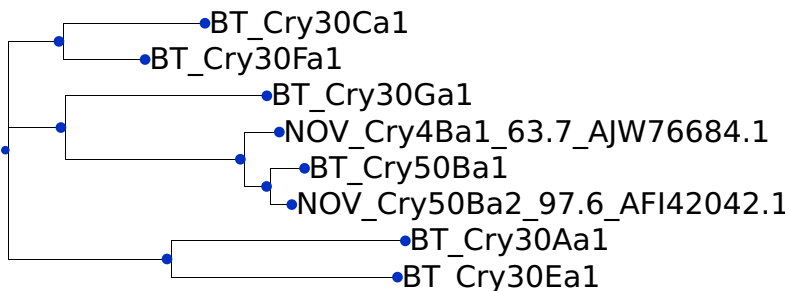 BT_Cry30Ca1
BT_Cry30Fa1
BT_Cry30Ga1
NOV_Cry4Ba1_63.7_AJW76684.1
BT_Cry50Ba1
NOV_Cry50Ba2_97.6_AFI42042.1
BT_Cry30Aa1
BT_Cry30Ea1